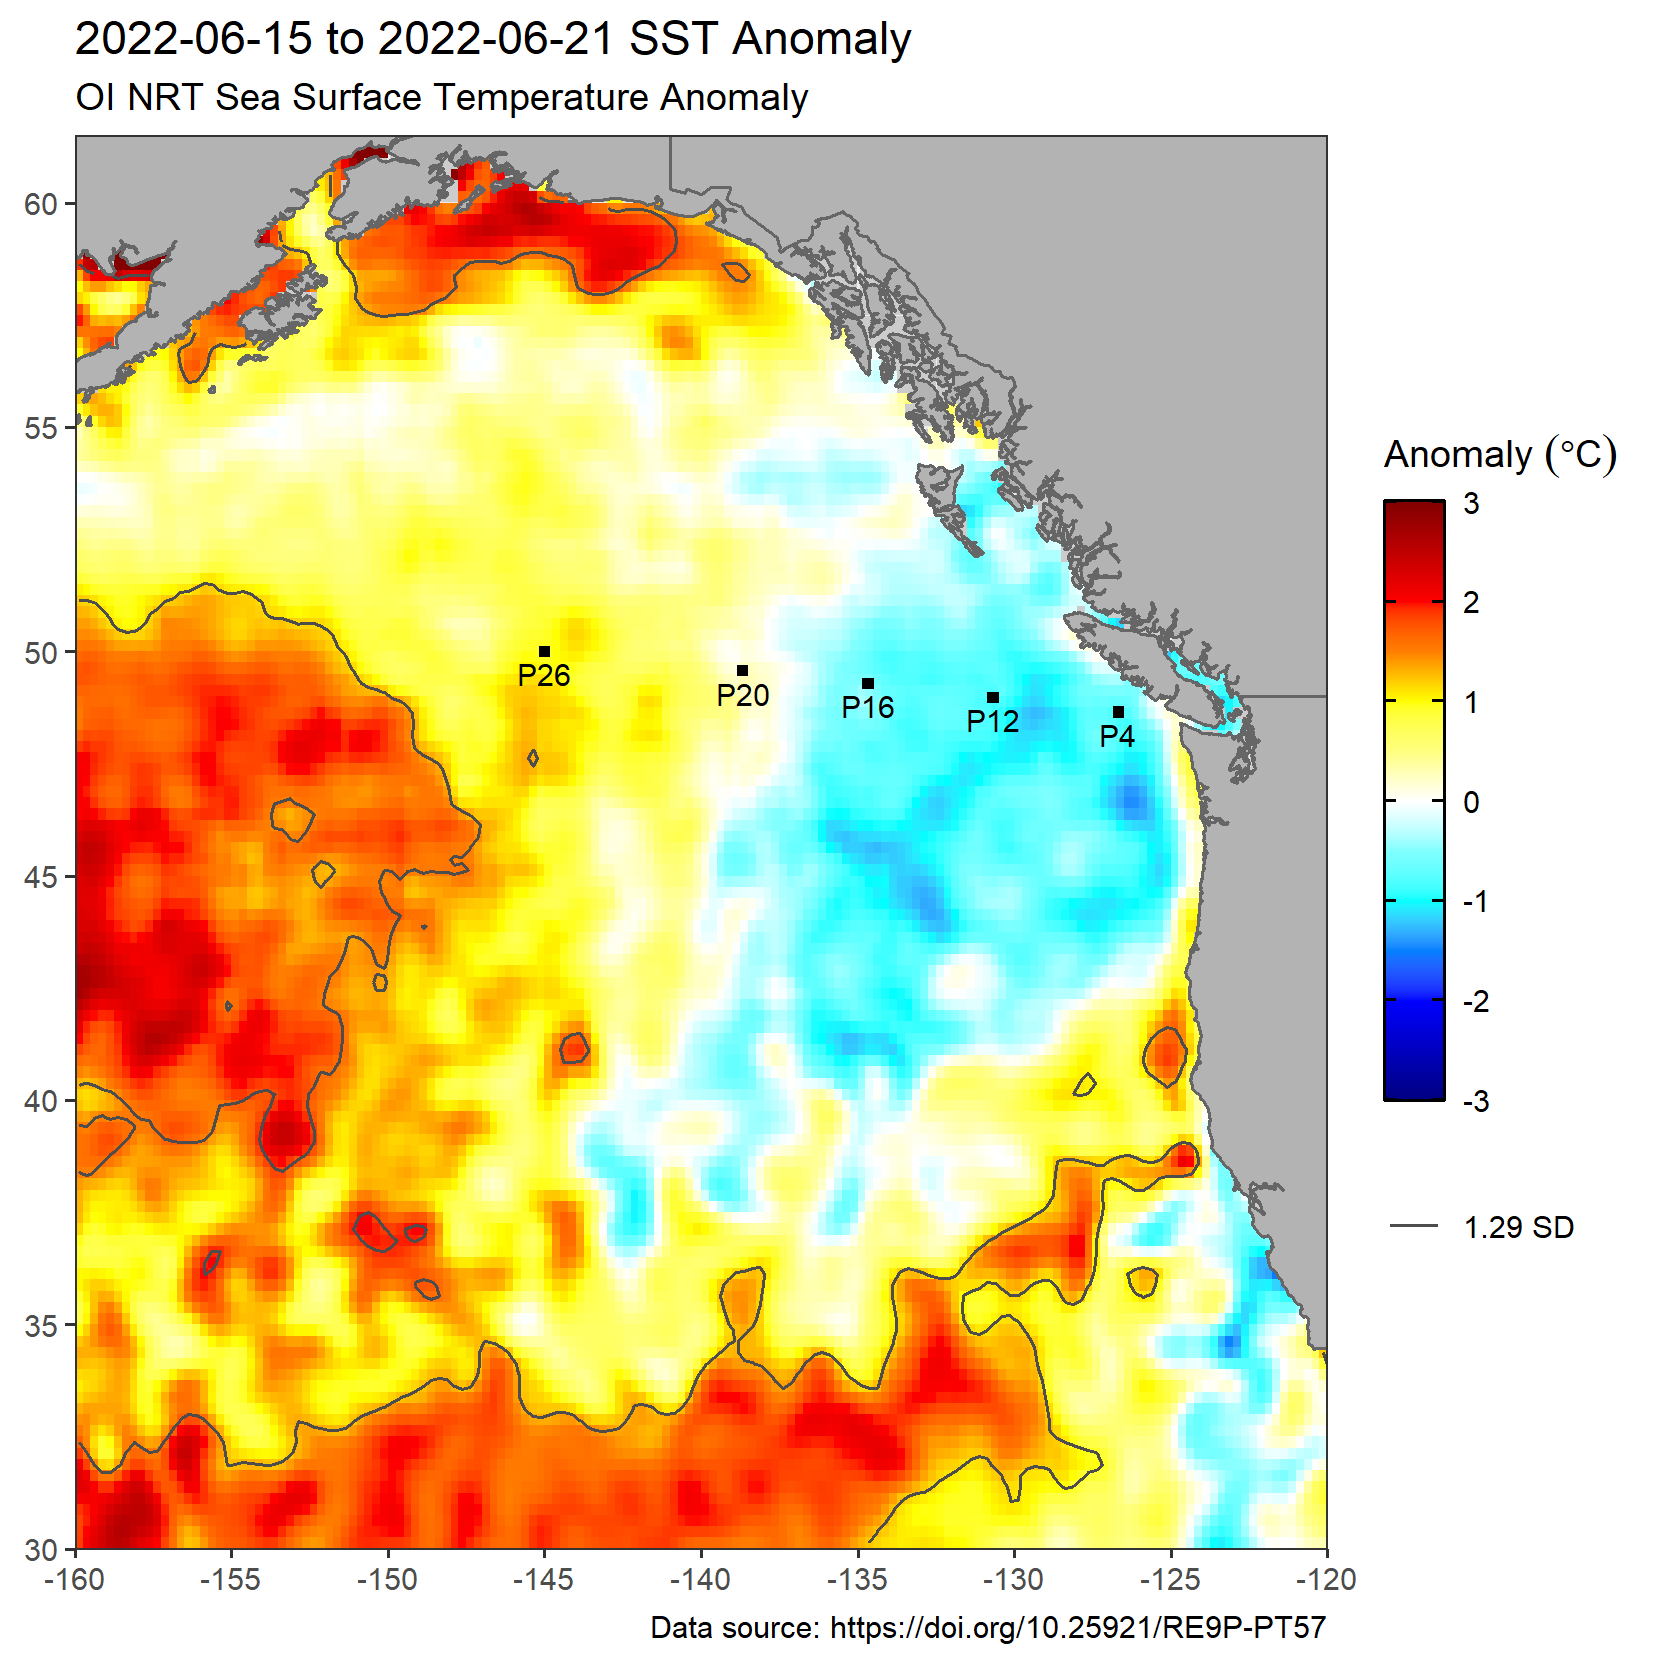 2022-06-15 to 2022-06-21 SST Anomaly
OI NRT Sea Surface Temperature Anomaly
60
55
50
45
40
35
30
-160
-155
-150
-145
-140
-135
-130
-125
-120
P26
P20
P16
P12
P4
Anomaly (°C)
3
2
1
0
-1
-2
-3
1.29 SD
Data source: https://doi.org/10.25921/RE9P-PT57